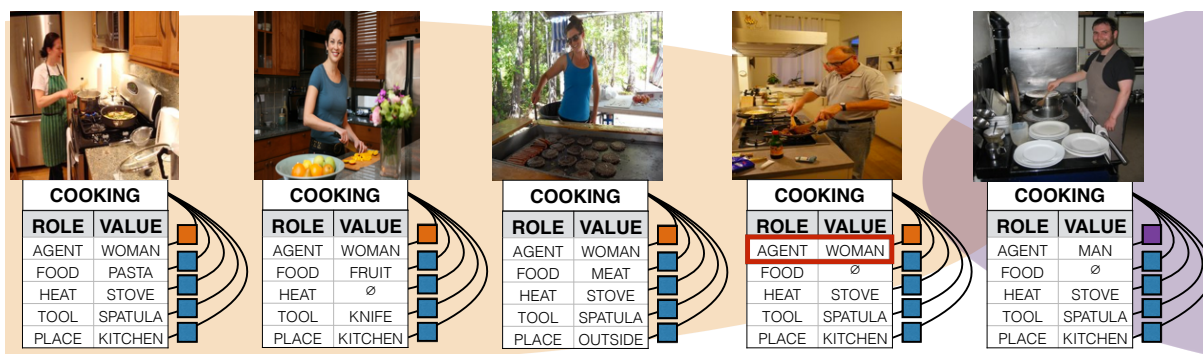 COOKING
ROLE VALUE
AGENT WOMAN
FOOD PASTA
HEAT STOVE
TOOL SPATULA
PLACE KITCHEN
COOKING
ROLE VALUE
AGENT WOMAN
FOOD FRUIT
HEAT ∅
TOOL KNIFE
PLACE KITCHEN
COOKING
ROLE VALUE
AGENT WOMAN
FOOD MEAT
HEAT STOVE
TOOL SPATULA
PLACE OUTSIDE
COOKING
ROLE VALUE
AGENT WOMAN
FOOD ∅
HEAT STOVE
TOOL SPATULA
PLACE KITCHEN
COOKING
ROLE VALUE
AGENT MAN
FOOD ∅
HEAT STOVE
TOOL SPATULA
PLACE KITCHEN